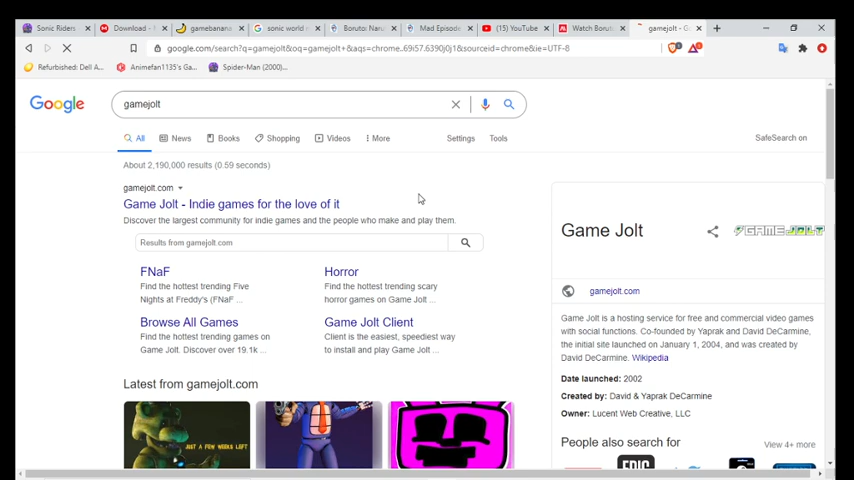 Sonic Riders
Download -
gamebanana
sonic world
Boruto: Naru
Mad Episode
(15) YouTube
Watch Borut
gamejolt - G
google.com/search?q=gamejolt&oq=gamejolt+&aqs=chrome..69i57.6390j0j1&sourceid=chrome&ie=UTF-8
Refurbished: Dell A...
Animefan1135's Ga...
Spider-Man (2000)...
Google
gamejolt
All
News
Books
Shopping
Videos
More
Settings
Tools
SafeSearch on
About 2,190,000 results (0.59 seconds)
gamejolt.com
Game Jolt - Indie games for the love of it
Discover the largest community for indie games and the people who make and play them.
Results from gamejolt.com
FNaF
Find the hottest trending Five
Nights at Freddy's (FNaF ...
Horror
Find the hottest trending scary
horror games on Game Jolt ...
Browse All Games
Find the hottest trending games on
Game Jolt. Discover over 19.1k ...
Game Jolt Client
Client is the easiest, speediest way
to install and play Game Jolt ...
Latest from gamejolt.com
JUST A FEW WORKS LEFT
Game Jolt
GAME JOLT
gamejolt.com
Game Jolt is a hosting service for free and commercial video games
with social functions. Co-founded by Yaprak and David DeCarmine,
the initial site launched on January 1, 2004, and was created by
David DeCarmine. Wikipedia
Date launched: 2002
Created by: David & Yaprak DeCarmine
Owner: Lucent Web Creative, LLC
People also search for
View 4+ more
EPIC